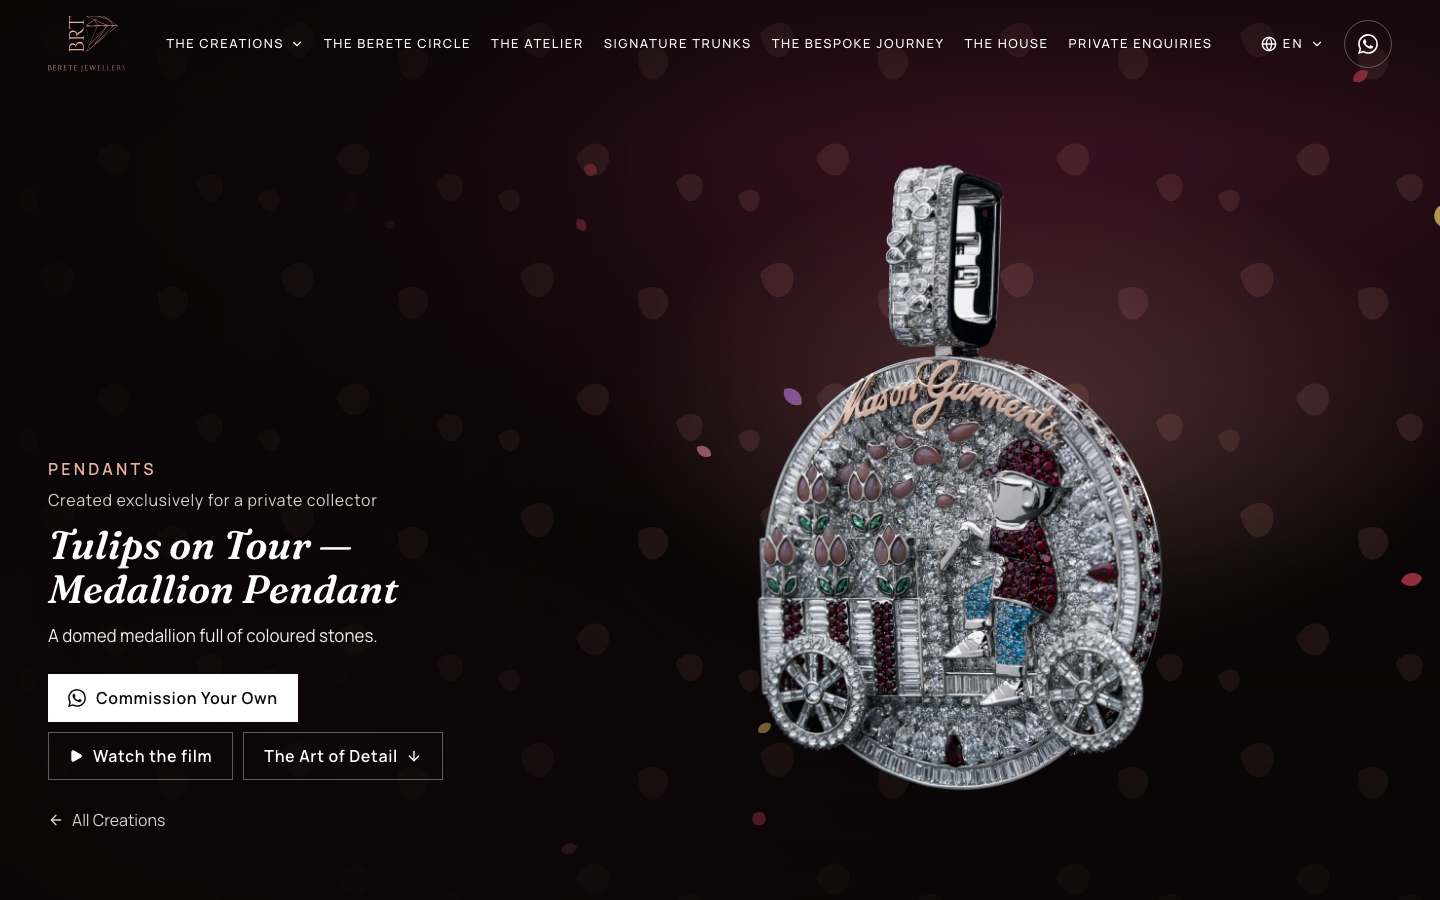 BRT
BERETE JEWELLERS
THE CREATIONS
THE BERETE CIRCLE
THE ATELIER
SIGNATURE TRUNKS
THE BESPOKE JOURNEY
THE HOUSE
PRIVATE ENQUIRIES
EN
Mason Garments
PENDANTS
Created exclusively for a private collector
Tulips on Tour —
Medallion Pendant
A domed medallion full of coloured stones.
Commission Your Own
Watch the film
The Art of Detail
All Creations